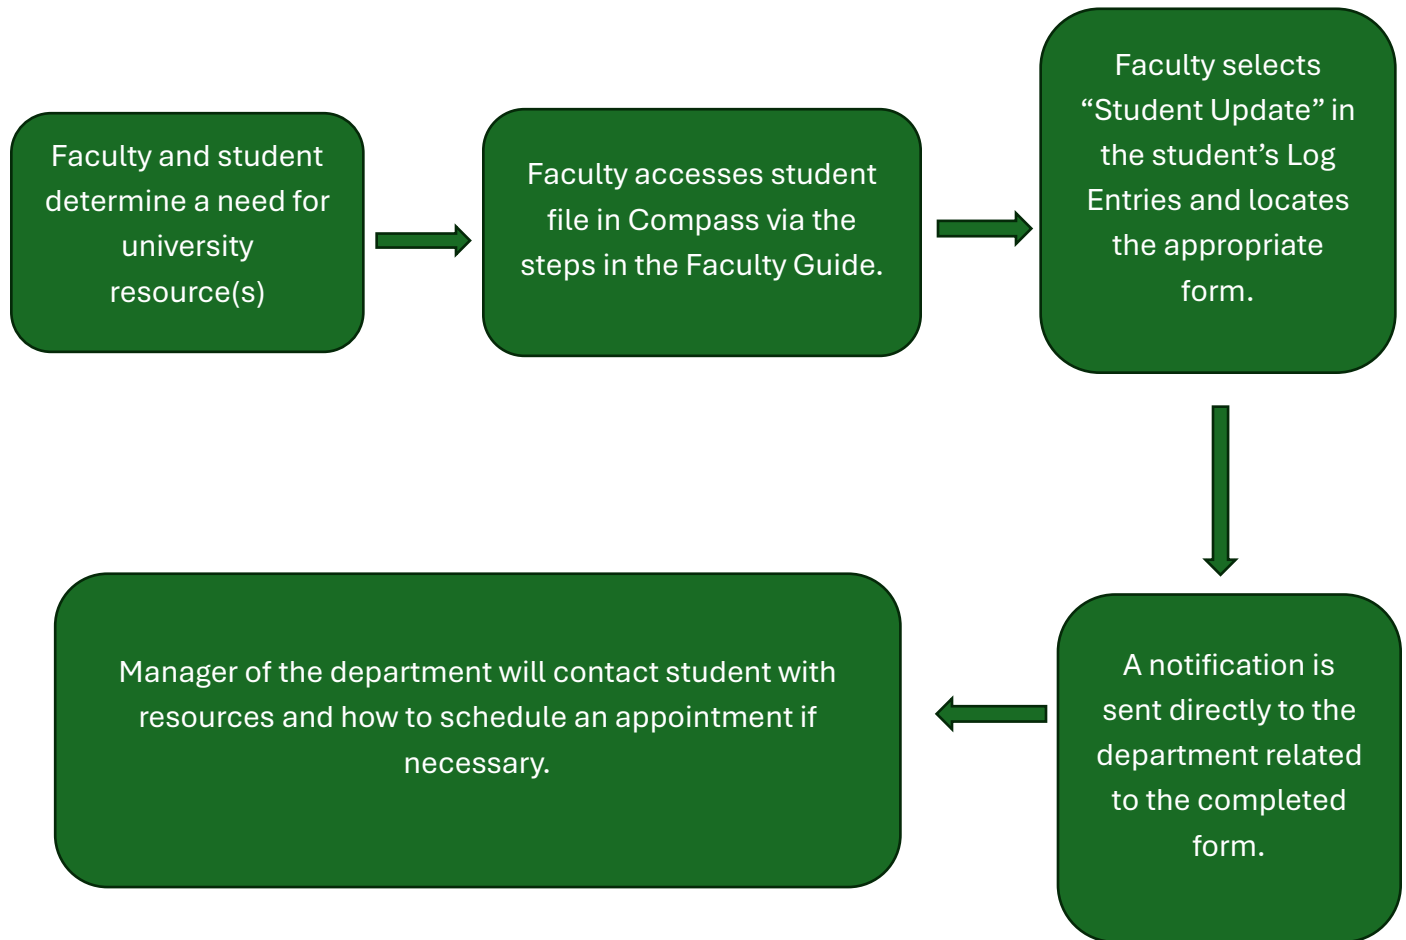 Faculty and student
determine a need for
university
resource(s)
Faculty accesses student
file in Compass via the
steps in the Faculty Guide.
Faculty selects
“Student Update” in
the student’s Log
Entries and locates
the appropriate
form.
A notification is
sent directly to the
department related
to the completed
form.
Manager of the department will contact student with
resources and how to schedule an appointment if
necessary.